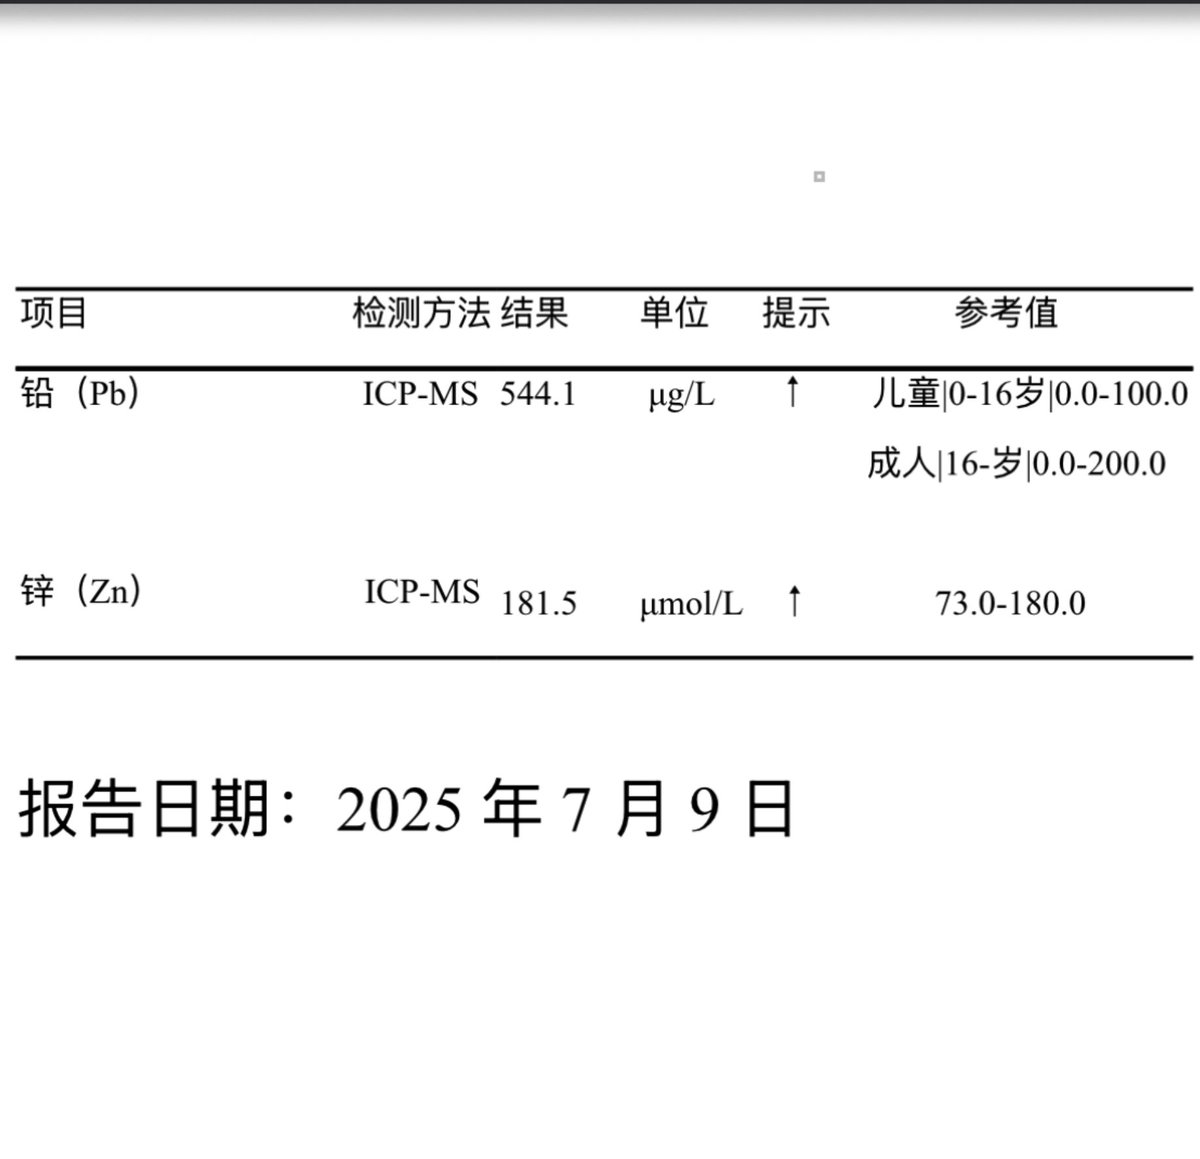 项目 检测方法 结果 单位 提示 参考值
铅（Pb） ICP-MS 544.1 μg/L ↑ 儿童|0-16岁|0.0-100.0
成人|16-岁|0.0-200.0
锌（Zn） ICP-MS 181.5 μmol/L ↑ 73.0-180.0
报告日期：2025 年 7 月 9 日